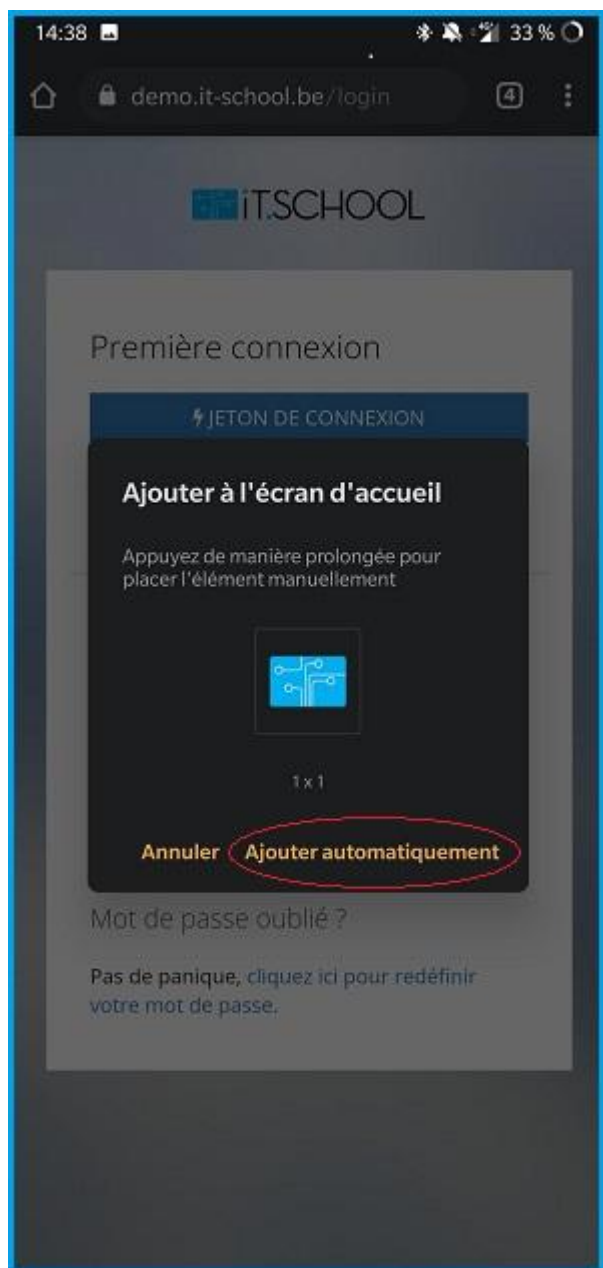 14:38 33 %
demo.it-school.be/login 4
iT.SCHOOL
Première connexion
JETON DE CONNEXION
Ajouter à l'écran d'accueil
Appuyez de manière prolongée pour
placer l'élément manuellement
1 x 1
Annuler Ajouter automatiquement
Mot de passe oublié ?
Pas de panique, cliquez ici pour redéfinir
votre mot de passe.